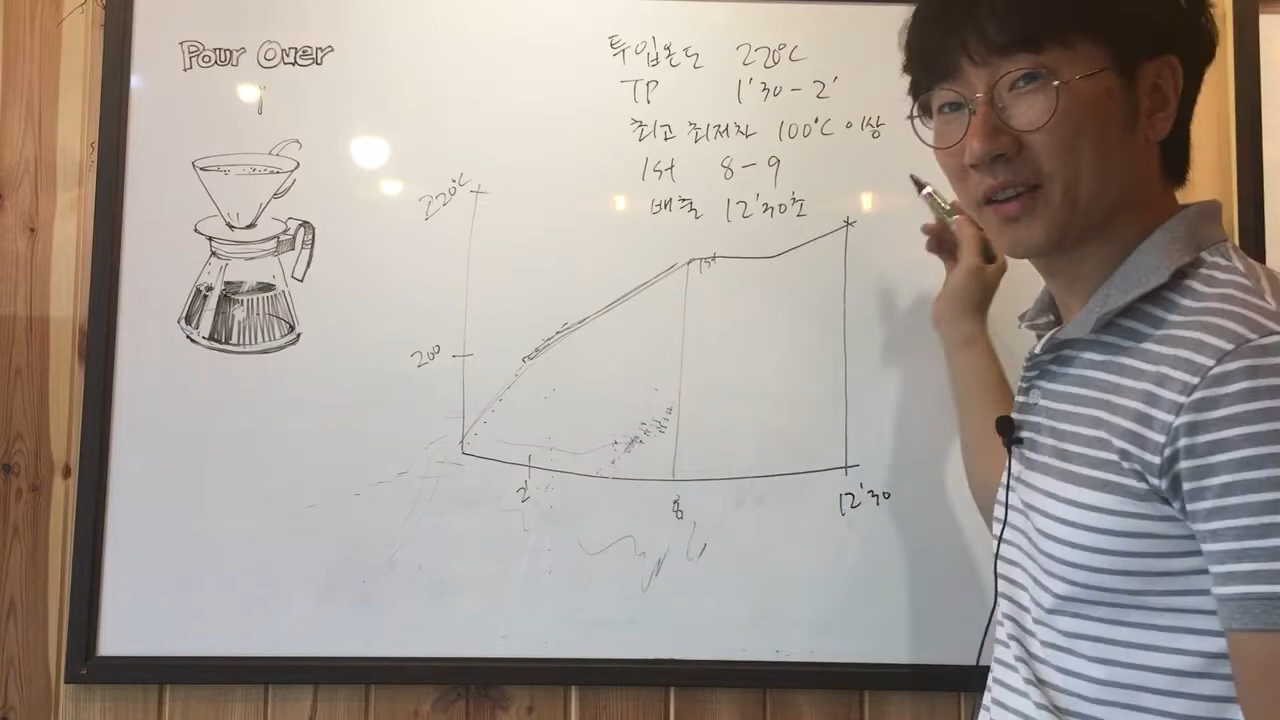 Pour Over
투입온도 220°C
TP 1'30 - 2'
최고 최저차 100°C 이상
1st 8 - 9
배출 12'30초
220°C
1st
200
2'
8
12'30